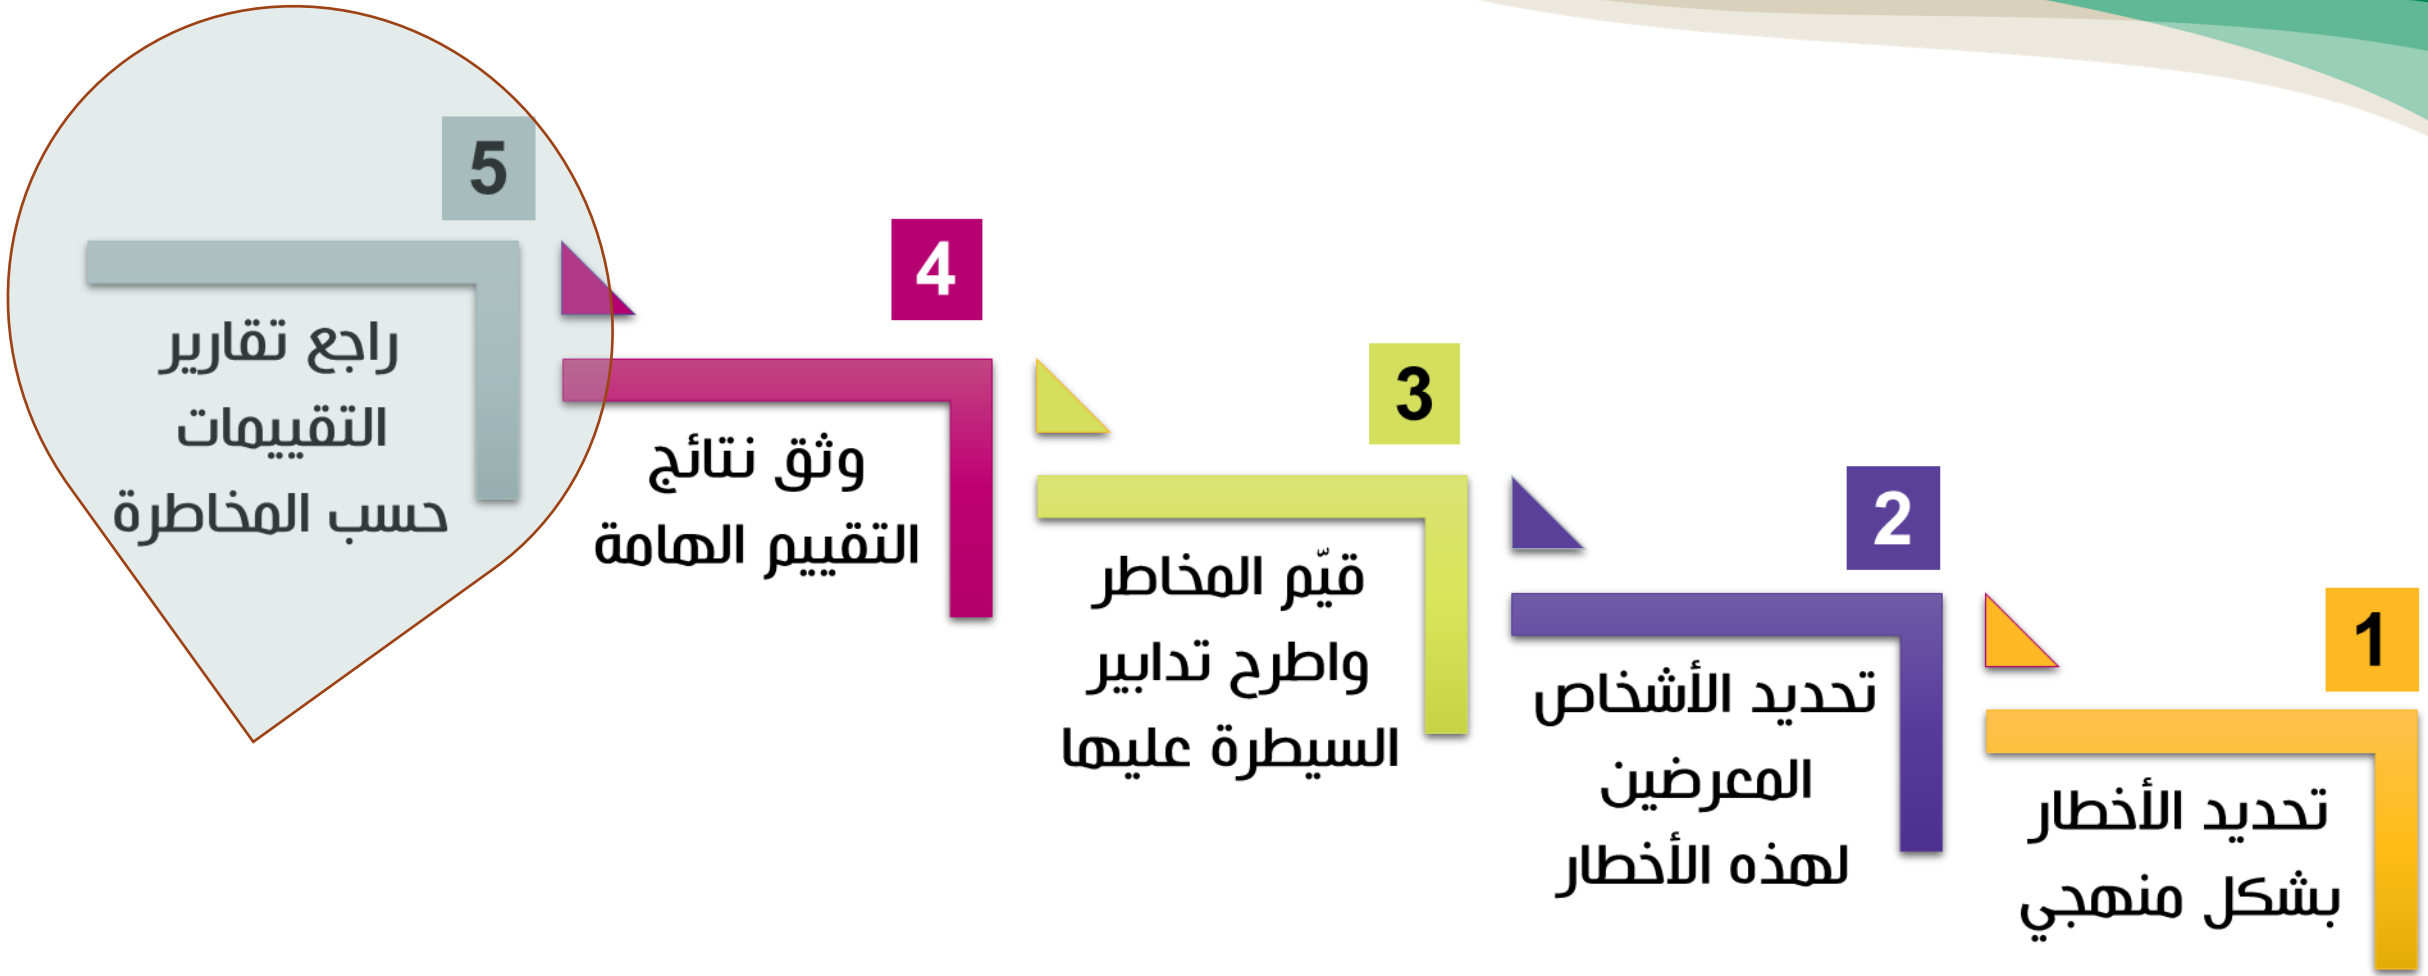 1
تحديد الأخطار
بشكل منهجي
2
تحديد الأشخاص
المعرضين
لهذه الأخطار
3
قيّم المخاطر
واطرح تدابير
السيطرة عليها
4
وثق نتائج
التقييم الهامة
5
راجع تقارير
التقييمات
حسب المخاطرة